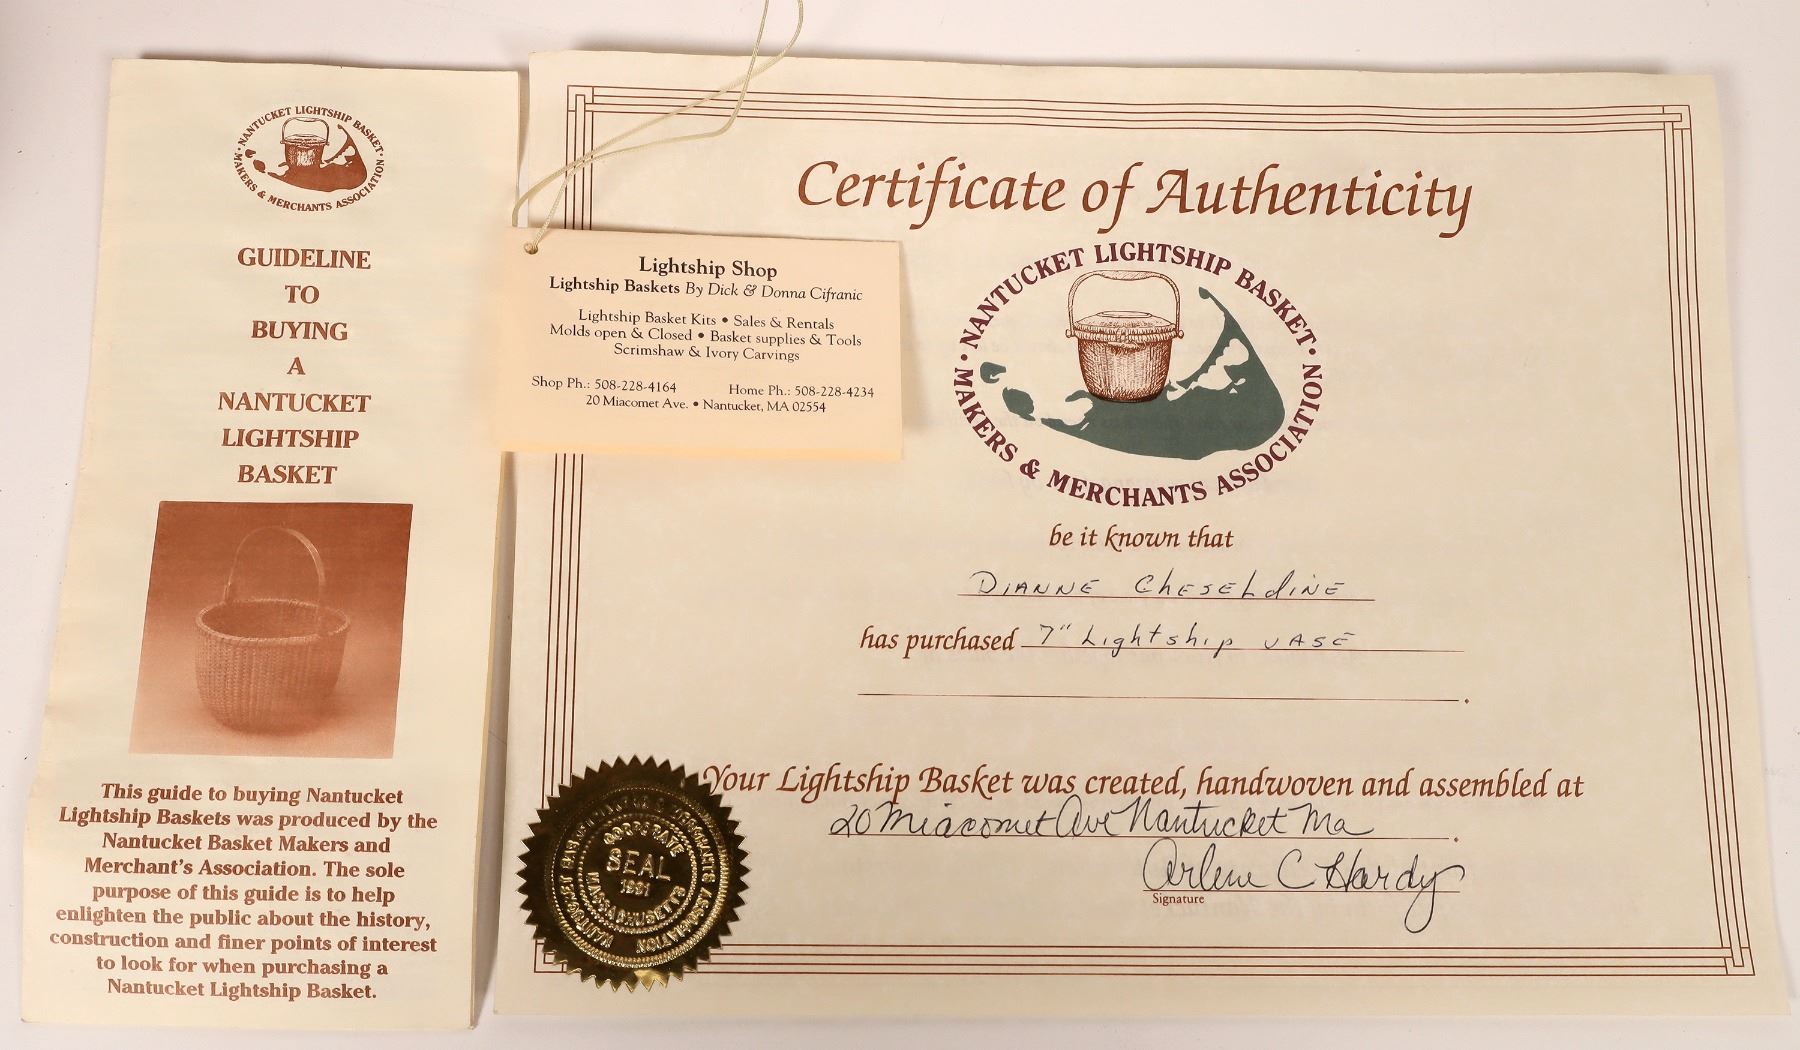 NANTUCKET LIGHTSHIP BASKET
MAKERS & MERCHANTS ASSOCIATION
GUIDELINE
TO
BUYING
A
NANTUCKET
LIGHTSHIP
BASKET
This guide to buying Nantucket
Lightship Baskets was produced by the
Nantucket Basket Makers and
Merchant's Association. The sole
purpose of this guide is to help
enlighten the public about the history,
construction and finer points of interest
to look for when purchasing a
Nantucket Lightship Basket.
Lightship Shop
Lightship Baskets By Dick & Donna Cifranic
Lightship Basket Kits • Sales & Rentals
Molds open & Closed • Basket supplies & Tools
Scrimshaw & Ivory Carvings
Shop Ph.: 508-228-4164 Home Ph.: 508-228-4234
20 Miacomet Ave. • Nantucket, MA 02554
Certificate of Authenticity
NANTUCKET LIGHTSHIP BASKET
MAKERS & MERCHANTS ASSOCIATION
be it known that
DIANNE ChESELdiNE
has purchased 7" Lightship VASE
Your Lightship Basket was created, handwoven and assembled at
20 Miacomet Ave Nantucket Ma
Arlene C Hardy
Signature
CORPORATE
SEAL
1991
MASSACHUSETTS